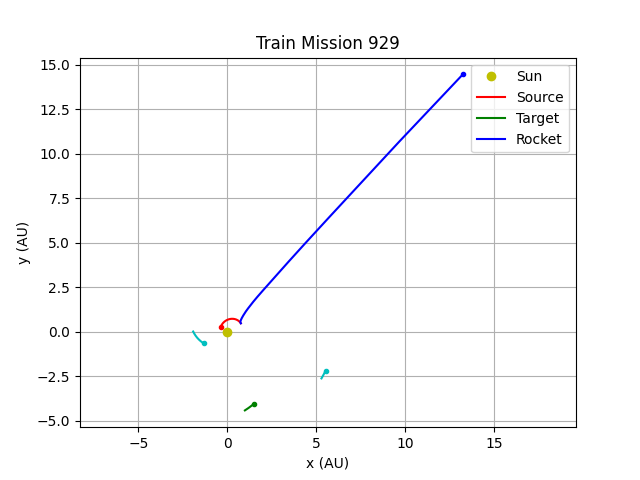 Train Mission 929
Sun
Source
Target
Rocket
y (AU)
15.0
12.5
10.0
7.5
5.0
2.5
0.0
−2.5
−5.0
−5 0 5 10 15
x (AU)